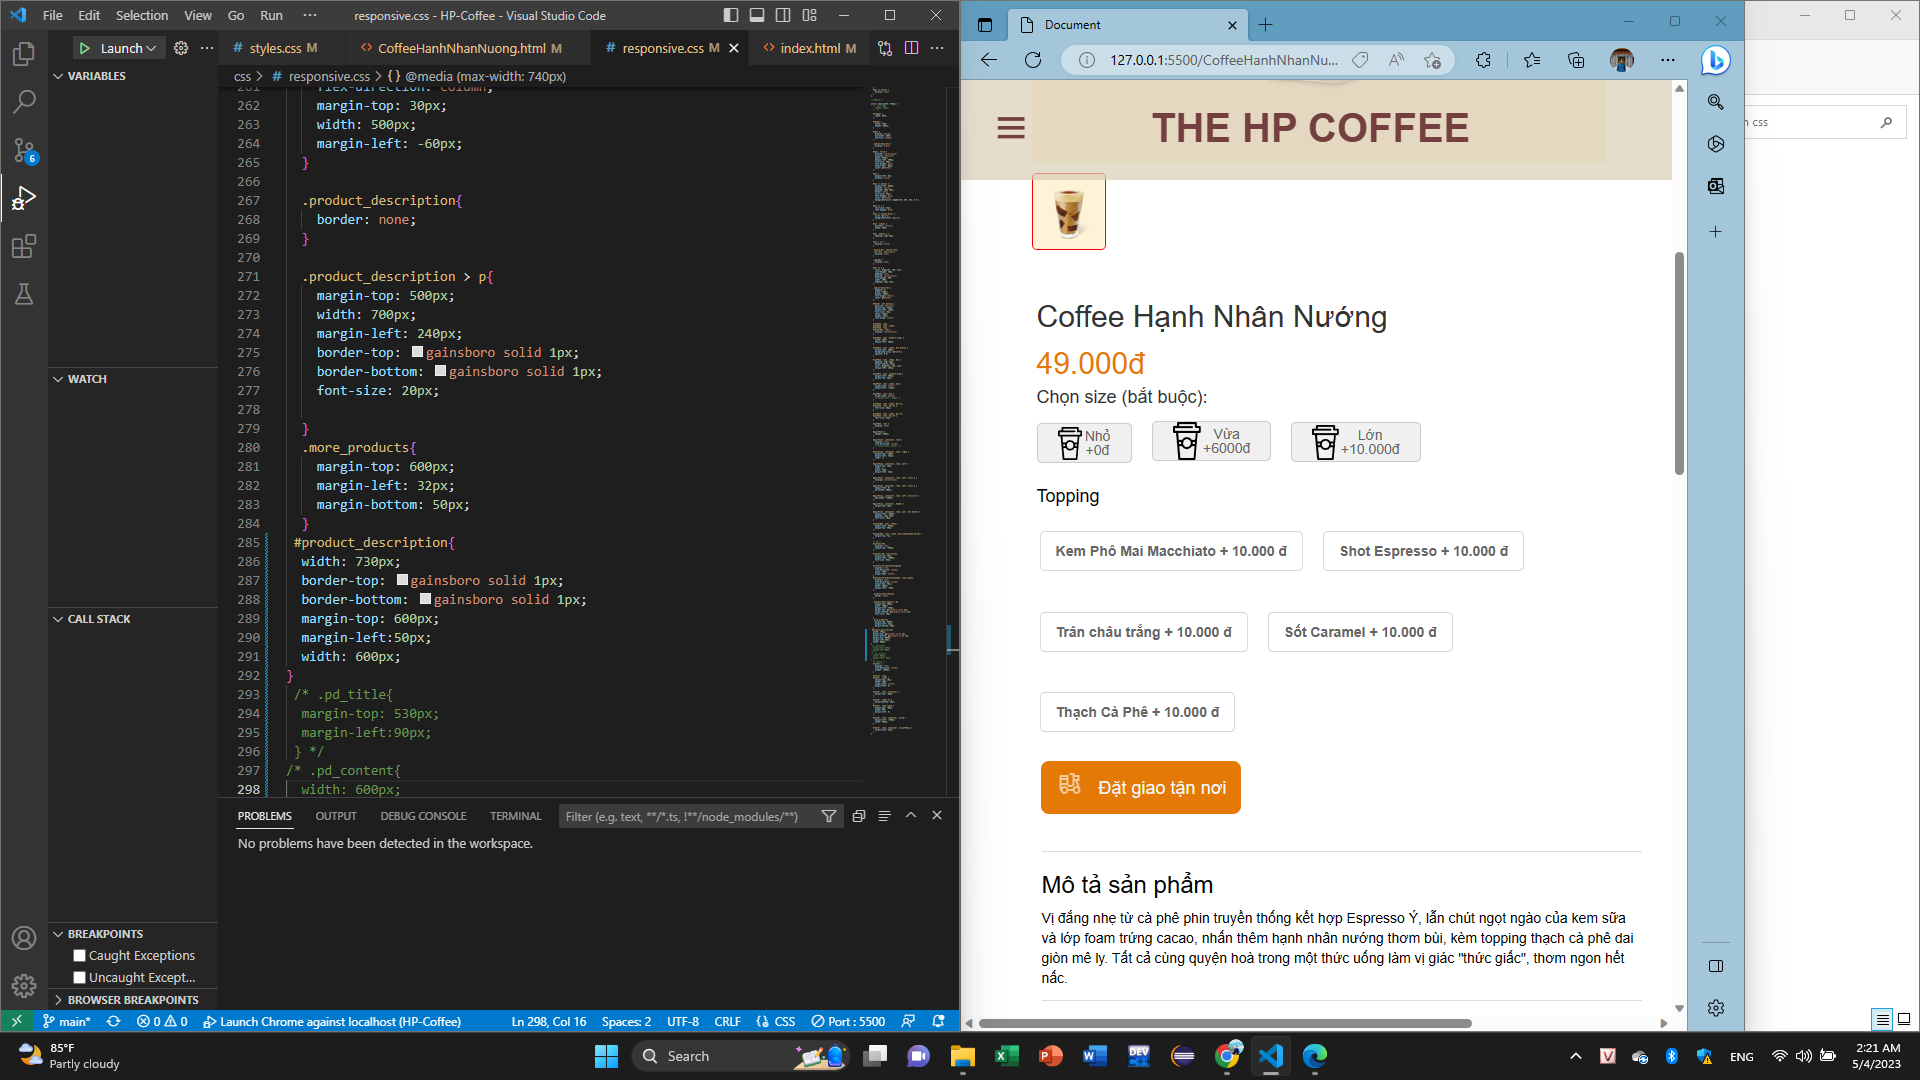 File Edit Selection View Go Run ··· responsive.css - HP-Coffee - Visual Studio Code
Launch
styles.css M
CoffeeHanhNhanNuong.html M
responsive.css M
index.html M
css > responsive.css > {} @media (max-width: 740px)
VARIABLES
WATCH
CALL STACK
BREAKPOINTS
Caught Exceptions
Uncaught Except...
BROWSER BREAKPOINTS
6
261 flex-direction: column;
262 margin-top: 30px;
263 width: 500px;
264 margin-left: -60px;
265 }
266
267 .product_description{
268 border: none;
269 }
270
271 .product_description > p{
272 margin-top: 500px;
273 width: 700px;
274 margin-left: 240px;
275 border-top: gainsboro solid 1px;
276 border-bottom: gainsboro solid 1px;
277 font-size: 20px;
278
279 }
280 .more_products{
281 margin-top: 600px;
282 margin-left: 32px;
283 margin-bottom: 50px;
284 }
285 #product_description{
286 width: 730px;
287 border-top: gainsboro solid 1px;
288 border-bottom: gainsboro solid 1px;
289 margin-top: 600px;
290 margin-left:50px;
291 width: 600px;
292 }
293 /* .pd_title{
294 margin-top: 530px;
295 margin-left:90px;
296 } */
297 /* .pd_content{
298 width: 600px;
PROBLEMS OUTPUT DEBUG CONSOLE TERMINAL
Filter (e.g. text, **/*.ts, !**/node_modules/**)
No problems have been detected in the workspace.
main* 0 0 Launch Chrome against localhost (HP-Coffee) Ln 298, Col 16 Spaces: 2 UTF-8 CRLF {} CSS Port : 5500
Document
127.0.0.1:5500/CoffeeHanhNhanNu...
THE HP COFFEE
Coffee Hạnh Nhân Nướng
49.000đ
Chọn size (bắt buộc):
Nhỏ
+0đ
Vừa
+6000đ
Lớn
+10.000đ
Topping
Kem Phô Mai Macchiato + 10.000 đ
Shot Espresso + 10.000 đ
Trân châu trắng + 10.000 đ
Sốt Caramel + 10.000 đ
Thạch Cà Phê + 10.000 đ
Đặt giao tận nơi
Mô tả sản phẩm
Vị đắng nhẹ từ cà phê phin truyền thống kết hợp Espresso Ý, lẫn chút ngọt ngào của kem sữa
và lớp foam trứng cacao, nhấn thêm hạnh nhân nướng thơm bùi, kèm topping thạch cà phê dai
giòn mê ly. Tất cả cùng quyện hoà trong một thức uống làm vị giác "thức giấc", thơm ngon hết
nấc.
css
85°F
Partly cloudy
Search
DEV
ENG
2:21 AM
5/4/2023